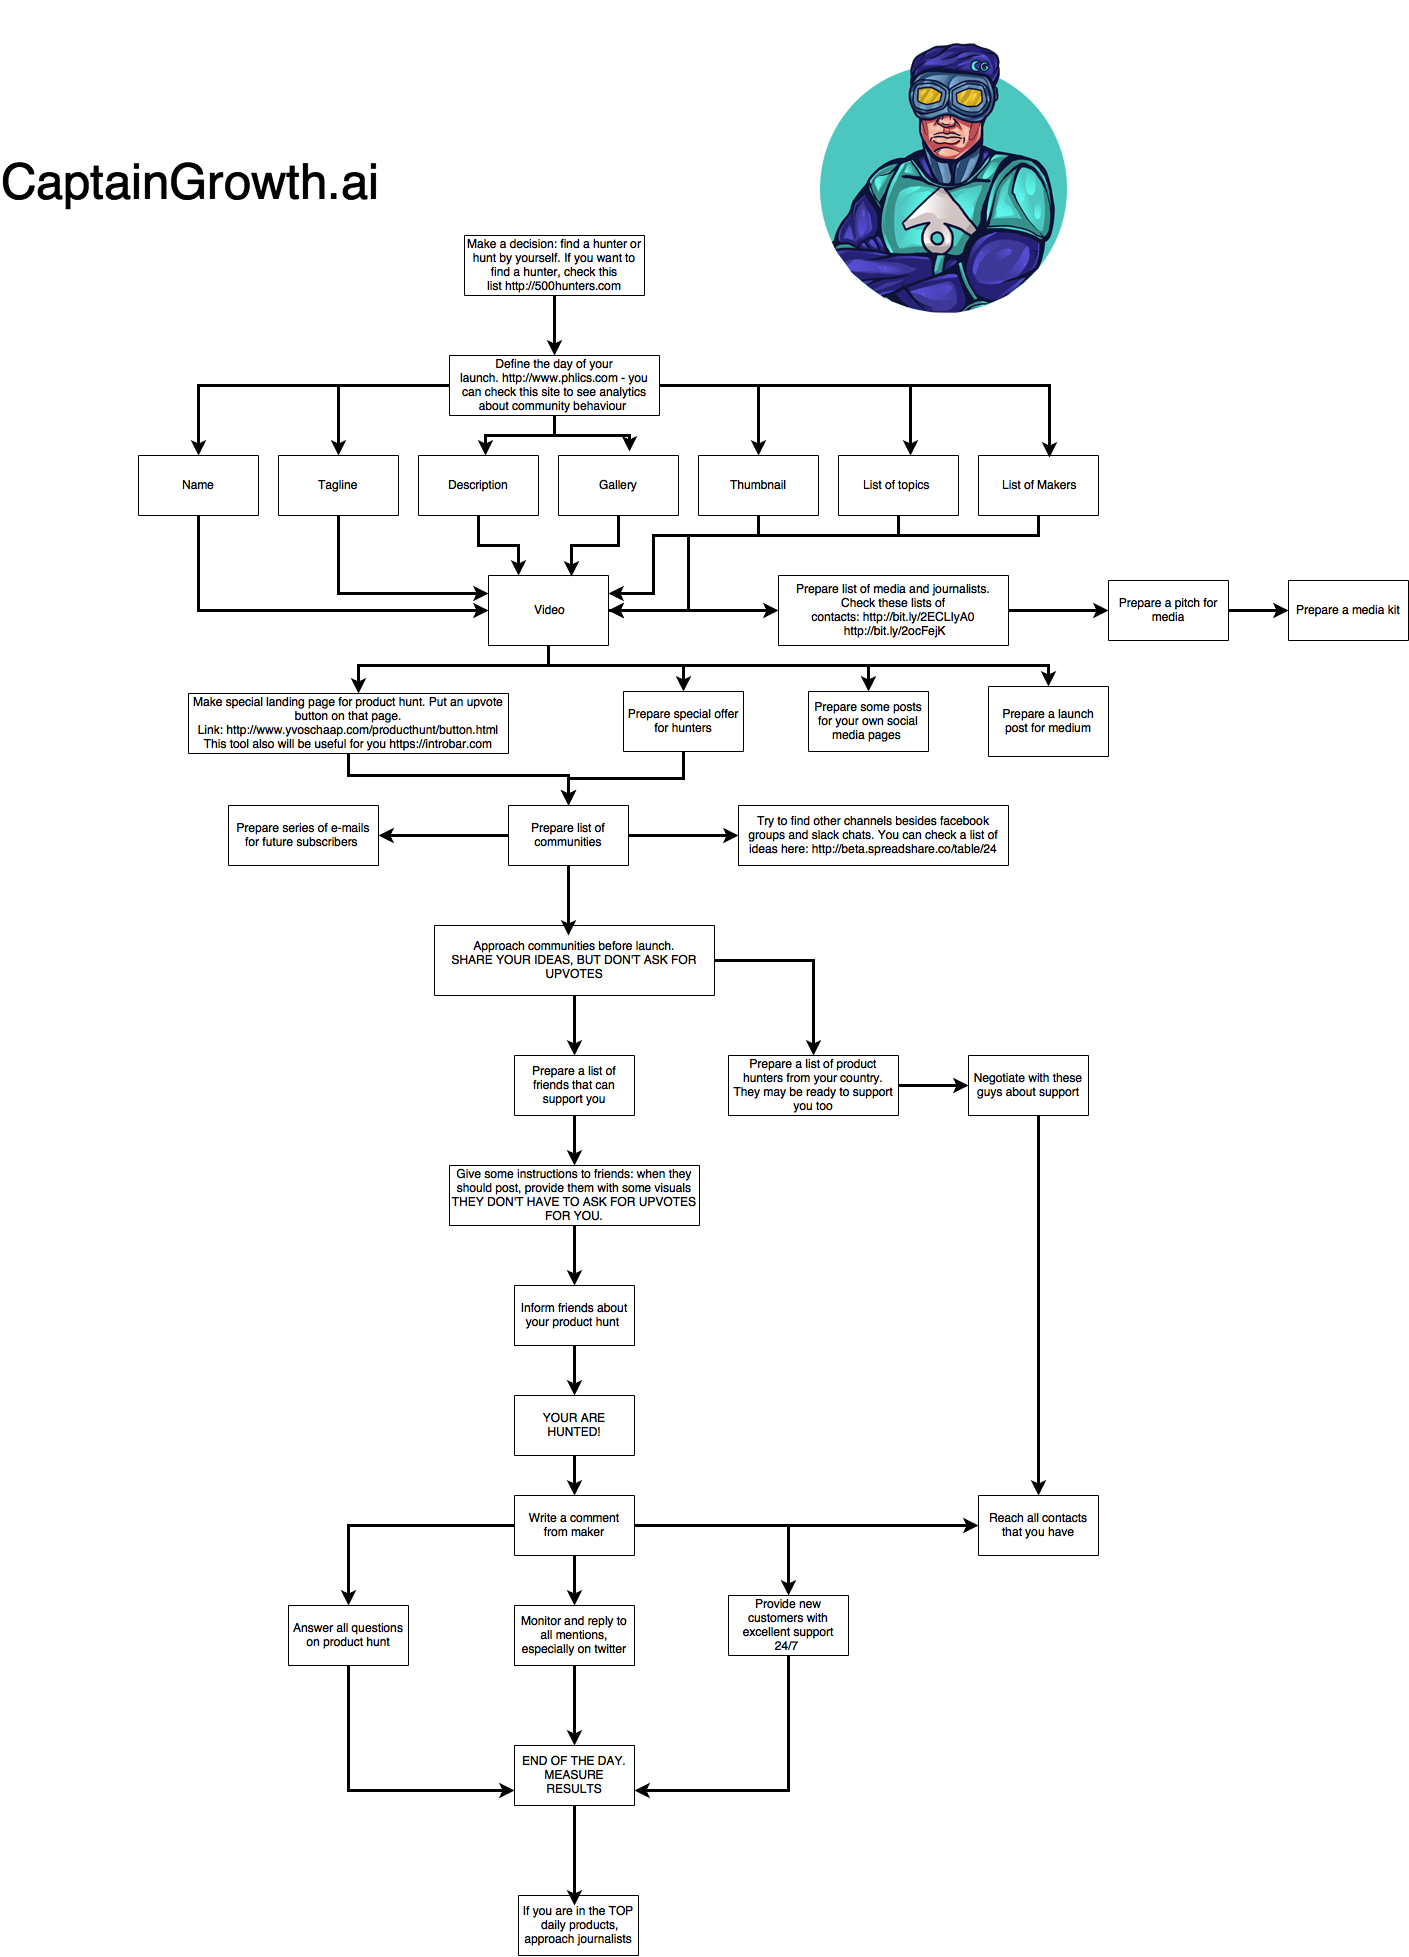 CG
CaptainGrowth.ai
Make a decision: find a hunter or
hunt by yourself. If you want to
find a hunter, check this
list http://500hunters.com
Define the day of your
launch. http://www.phlics.com - you
can check this site to see analytics
about community behaviour
Name
Tagline
Description
Gallery
Thumbnail
List of topics
List of Makers
Video
Prepare list of media and journalists.
Check these lists of
contacts: http://bit.ly/2ECLIyA0
http://bit.ly/2ocFejK
Prepare a pitch for
media
Prepare a media kit
Make special landing page for product hunt. Put an upvote
button on that page.
Link: http://www.yvoschaap.com/producthunt/button.html
This tool also will be useful for you https://introbar.com
Prepare special offer
for hunters
Prepare some posts
for your own social
media pages
Prepare a launch
post for medium
Prepare series of e-mails
for future subscribers
Prepare list of
communities
Try to find other channels besides facebook
groups and slack chats. You can check a list of
ideas here: http://beta.spreadshare.co/table/24
Approach communities before launch.
SHARE YOUR IDEAS, BUT DON'T ASK FOR
UPVOTES
Prepare a list of
friends that can
support you
Prepare a list of product
hunters from your country.
They may be ready to support
you too
Negotiate with these
guys about support
Give some instructions to friends: when they
should post, provide them with some visuals
THEY DON'T HAVE TO ASK FOR UPVOTES
FOR YOU.
Inform friends about
your product hunt
YOUR ARE
HUNTED!
Write a comment
from maker
Reach all contacts
that you have
Answer all questions
on product hunt
Monitor and reply to
all mentions,
especially on twitter
Provide new
customers with
excellent support
24/7
END OF THE DAY.
MEASURE
RESULTS
If you are in the TOP
daily products,
approach journalists